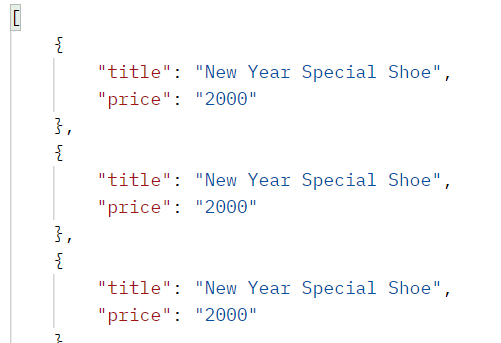 [
{
"title": "New Year Special Shoe",
"price": "2000"
},
{
"title": "New Year Special Shoe",
"price": "2000"
},
{
"title": "New Year Special Shoe",
"price": "2000"
}